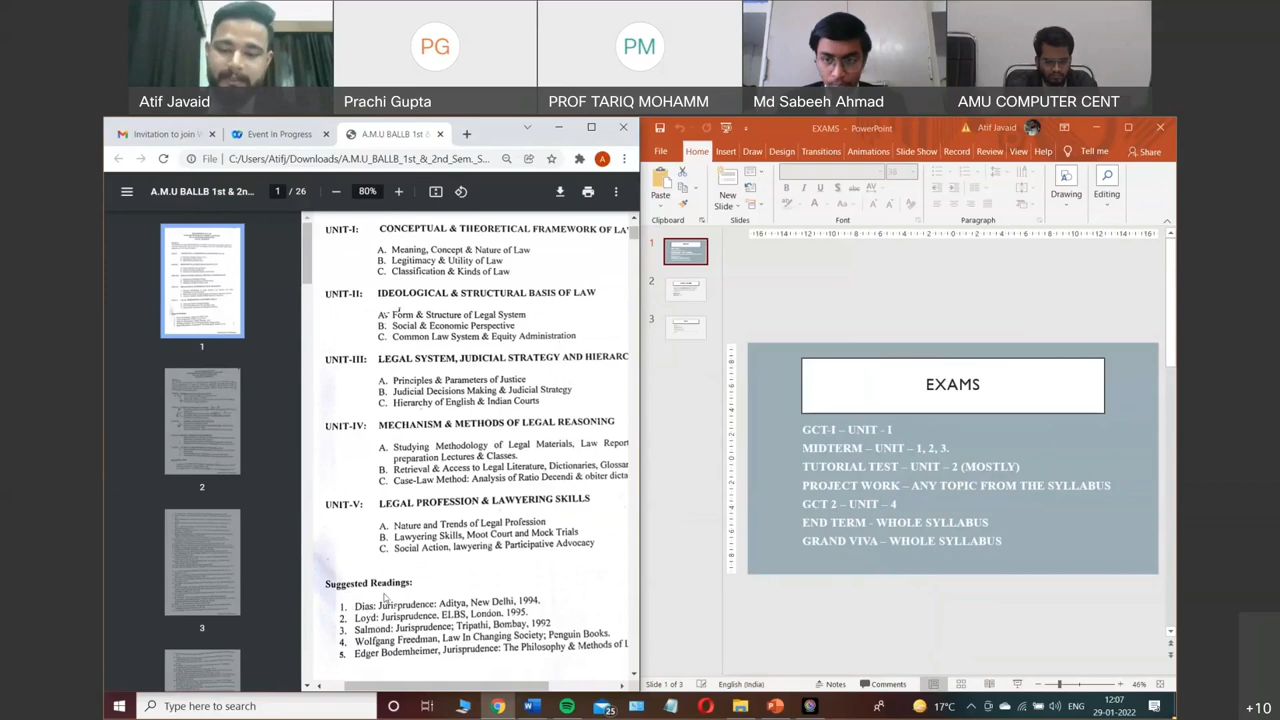 PG
PM
Atif Javaid
Prachi Gupta
PROF TARIQ MOHAMM
Md Sabeeh Ahmad
AMU COMPUTER CENT
Invitation to join
Event In Progress
A.M.U BALLB 1st &
File
C:/Users/Atifj/Downloads/A.M.U_BALLB_1st_&_2nd_Sem._S...
A
A.M.U BALLB 1st & 2n...
1 / 26
80%
1
2
3
UNIT-I: CONCEPTUAL & THEORETICAL FRAMEWORK OF LA
A. Meaning, Concept & Nature of Law
B. Legitimacy & Utility of Law
C. Classification & Kinds of Law
UNIT-II: IDEOLOGICAL & STRUCTURAL BASIS OF LAW
A. Form & Structure of Legal System
B. Social & Economic Perspective
C. Common Law System & Equity Administration
UNIT-III: LEGAL SYSTEM, JUDICIAL STRATEGY AND HIERARC
A. Principles & Parameters of Justice
B. Judicial Decisions Making & Judicial Strategy
C. Hierarchy of English & Indian Courts
UNIT-IV: MECHANISM & METHODS OF LEGAL REASONING
A. Studying Methodology of Legal Materials, Law Report
preparation Lectures & Classes.
B. Retrieval & Access to Legal Literature, Dictionaries, Glossar
C. Case-Law Method: Analysis of Ratio Decendi & obiter dicta
UNIT-V: LEGAL PROFESSION & LAWYERING SKILLS
A. Nature and Trends of Legal Profession
B. Lawyering Skills, Moot Court and Mock Trials
C. Social Action, lawyering & Participative Advocacy
Suggested Readings:
1. Dias: Jurisprudence: Aditya, New Delhi, 1994.
2. Loyd: Jurisprudence. ELBS, London. 1995.
3. Salmond: Jurisprudence; Tripathi, Bombay, 1992
4. Wolfgang Freedman, Law In Changing Society; Penguin Books.
5. Edger Bodemheimer, Jurisprudence: The Philosophy & Methods of
EXAMS - PowerPoint
Atif Javaid
File Home Insert Draw Design Transitions Animations Slide Show Record Review View Help Tell me Share
Paste
New
Slide
Drawing
Editing
Clipboard
Slides
Font
Paragraph
1
2
3
EXAMS
GCT-I – UNIT - I
MIDTERM – UNIT – 1, 2, 3.
TUTORIAL TEST – UNIT – 2 (MOSTLY)
PROJECT WORK – ANY TOPIC FROM THE SYLLABUS
GCT 2 – UNIT – 4
END TERM - WHOLE SYLLABUS
GRAND VIVA – WHOLE SYLLABUS
Slide 1 of 3
English (India)
Notes
Comments
46%
Type here to search
25
17°C
ENG
12:07
29-01-2022
+10